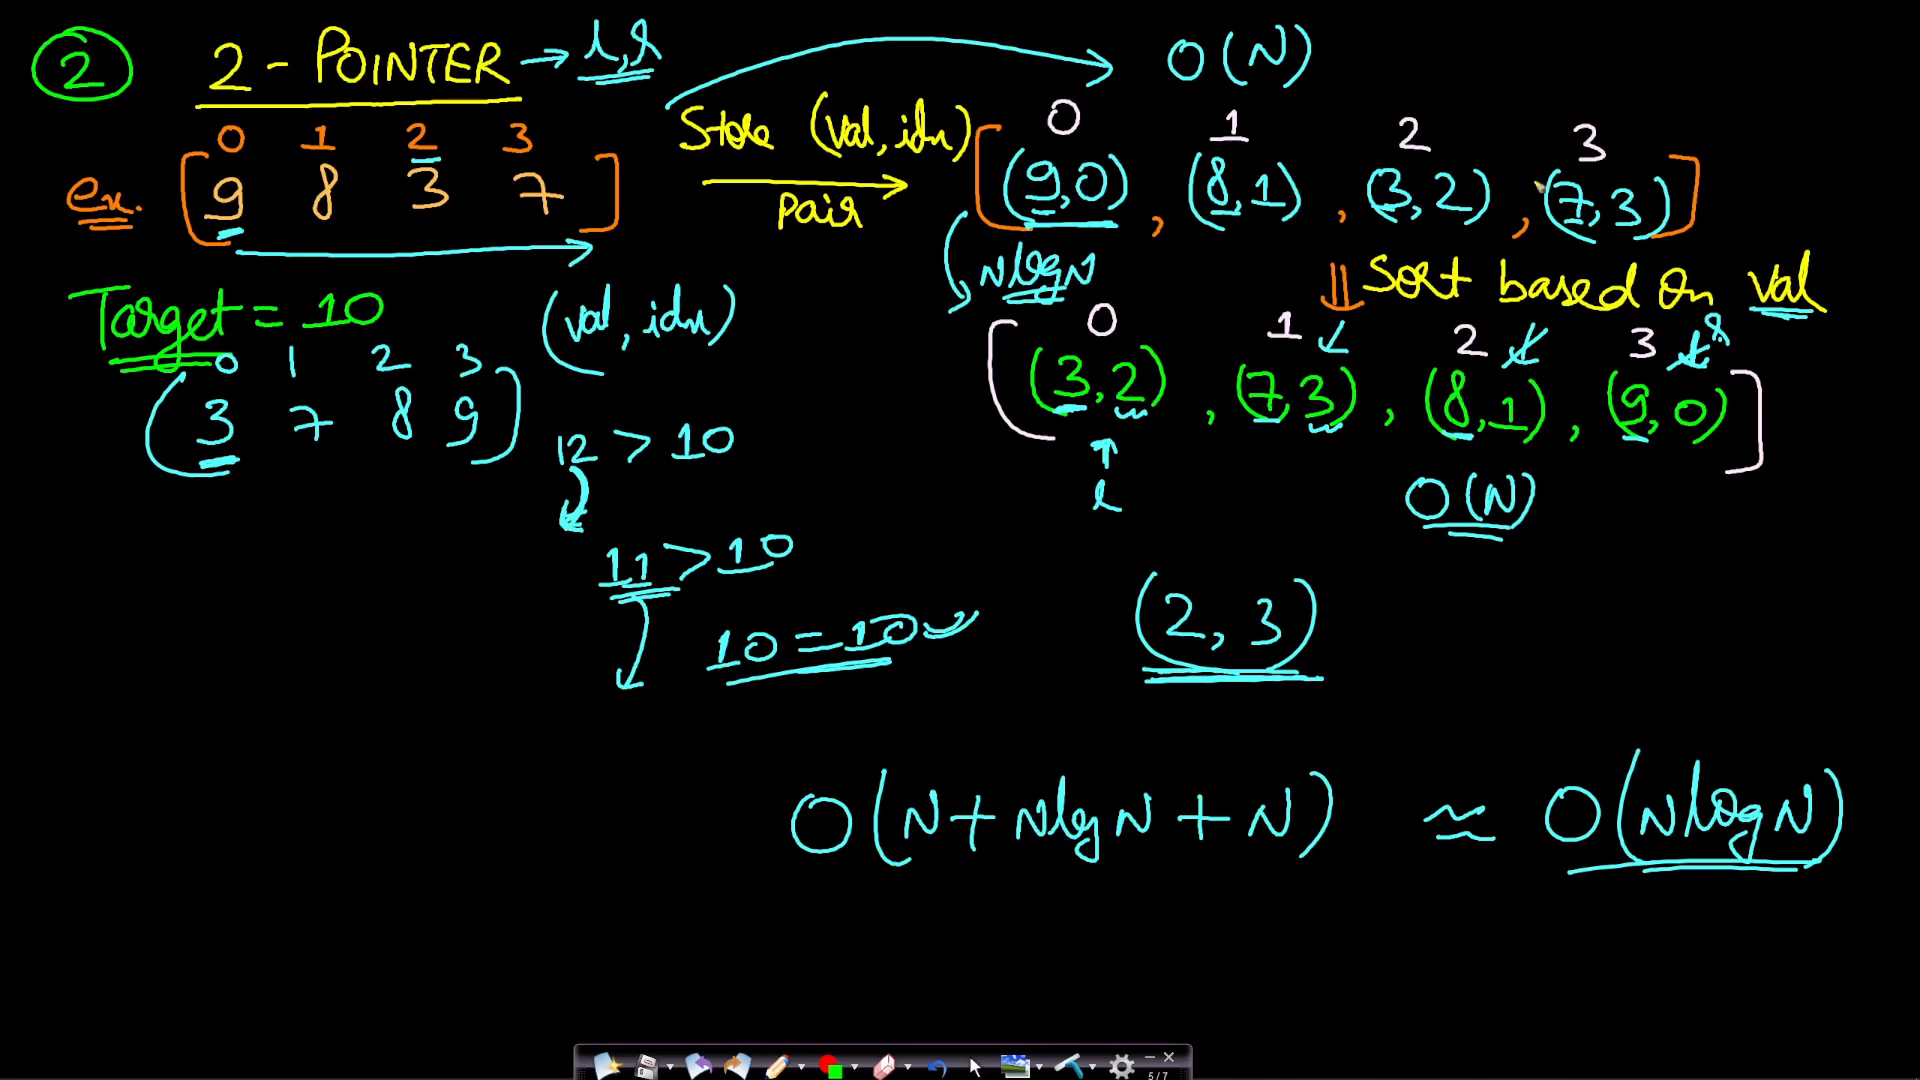 2 2 - POINTER → l, r O(N)
0 1 2 3
ex. [ 9 8 3 7 ]
Store (val, idx)
Pair
0 1 2 3
[ (9,0) , (8,1) , (3,2) , (7,3) ]
NlogN
⇓ Sort based on val
Target = 10
(val, idx)
0 1 2 3 r
[ (3,2) , (7,3) , (8,1) , (9,0) ]
l
O(N)
0 1 2 3
(3 7 8 9)
12 > 10
11 > 10
10 = 10
(2, 3)
O(N + NlogN + N) ≈ O(NlogN)
5/7